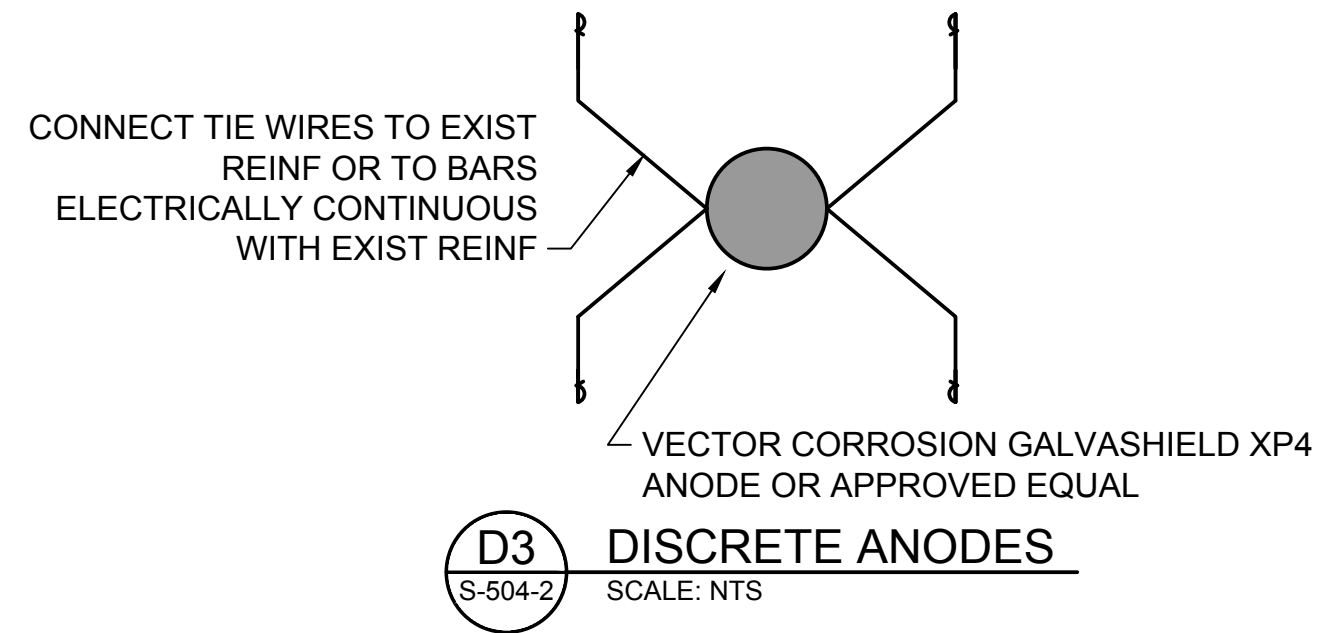 CONNECT TIE WIRES TO EXIST
REINF OR TO BARS
ELECTRICALLY CONTINUOUS
WITH EXIST REINF
VECTOR CORROSION GALVASHIELD XP4
ANODE OR APPROVED EQUAL
D3
S-504-2
DISCRETE ANODES
SCALE: NTS